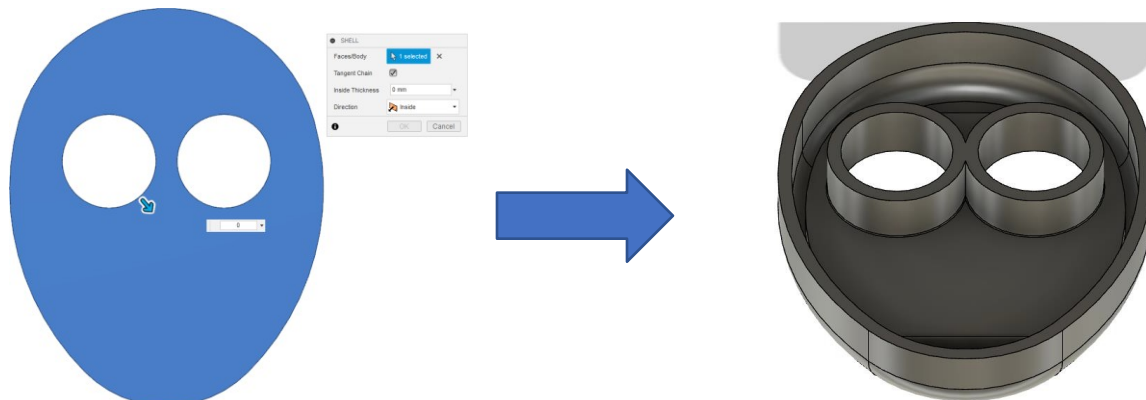 SHELL
Faces/Body 1 selected
Tangent Chain
Inside Thickness 0 mm
Direction Inside
OK Cancel
0